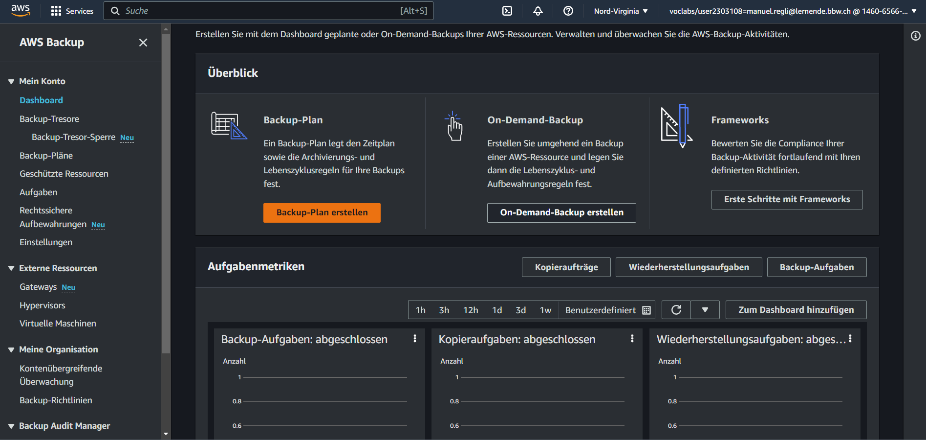 aws
Services
Suche
[Alt+S]
Nord-Virginia
voclabs/user2303108=manuel.regli@lernende.bbw.ch @ 1460-6566-...
AWS Backup
Mein Konto
Dashboard
Backup-Tresore
Backup-Tresor-Sperre Neu
Backup-Pläne
Geschützte Ressourcen
Aufgaben
Rechtssichere
Aufbewahrungen Neu
Einstellungen
Externe Ressourcen
Gateways Neu
Hypervisors
Virtuelle Maschinen
Meine Organisation
Kontenübergreifende
Überwachung
Backup-Richtlinien
Backup Audit Manager
Erstellen Sie mit dem Dashboard geplante oder On-Demand-Backups Ihrer AWS-Ressourcen. Verwalten und überwachen Sie die AWS-Backup-Aktivitäten.
Überblick
Backup-Plan
Ein Backup-Plan legt den Zeitplan
sowie die Archivierungs- und
Lebenszyklusregeln für Ihre Backups
fest.
Backup-Plan erstellen
On-Demand-Backup
Erstellen Sie umgehend ein Backup
einer AWS-Ressource und legen Sie
dann die Lebenszyklus- und
Aufbewahrungsregeln fest.
On-Demand-Backup erstellen
Frameworks
Bewerten Sie die Compliance Ihrer
Backup-Aktivität fortlaufend mit Ihren
definierten Richtlinien.
Erste Schritte mit Frameworks
Aufgabenmetriken
Kopieraufträge
Wiederherstellungsaufgaben
Backup-Aufgaben
1h 3h 12h 1d 3d 1w Benutzerdefiniert
Zum Dashboard hinzufügen
Backup-Aufgaben: abgeschlossen
Anzahl
1
0.8
0.6
Kopieraufgaben: abgeschlossen
Anzahl
1
0.8
0.6
Wiederherstellungsaufgaben: abges...
Anzahl
1
0.8
0.6